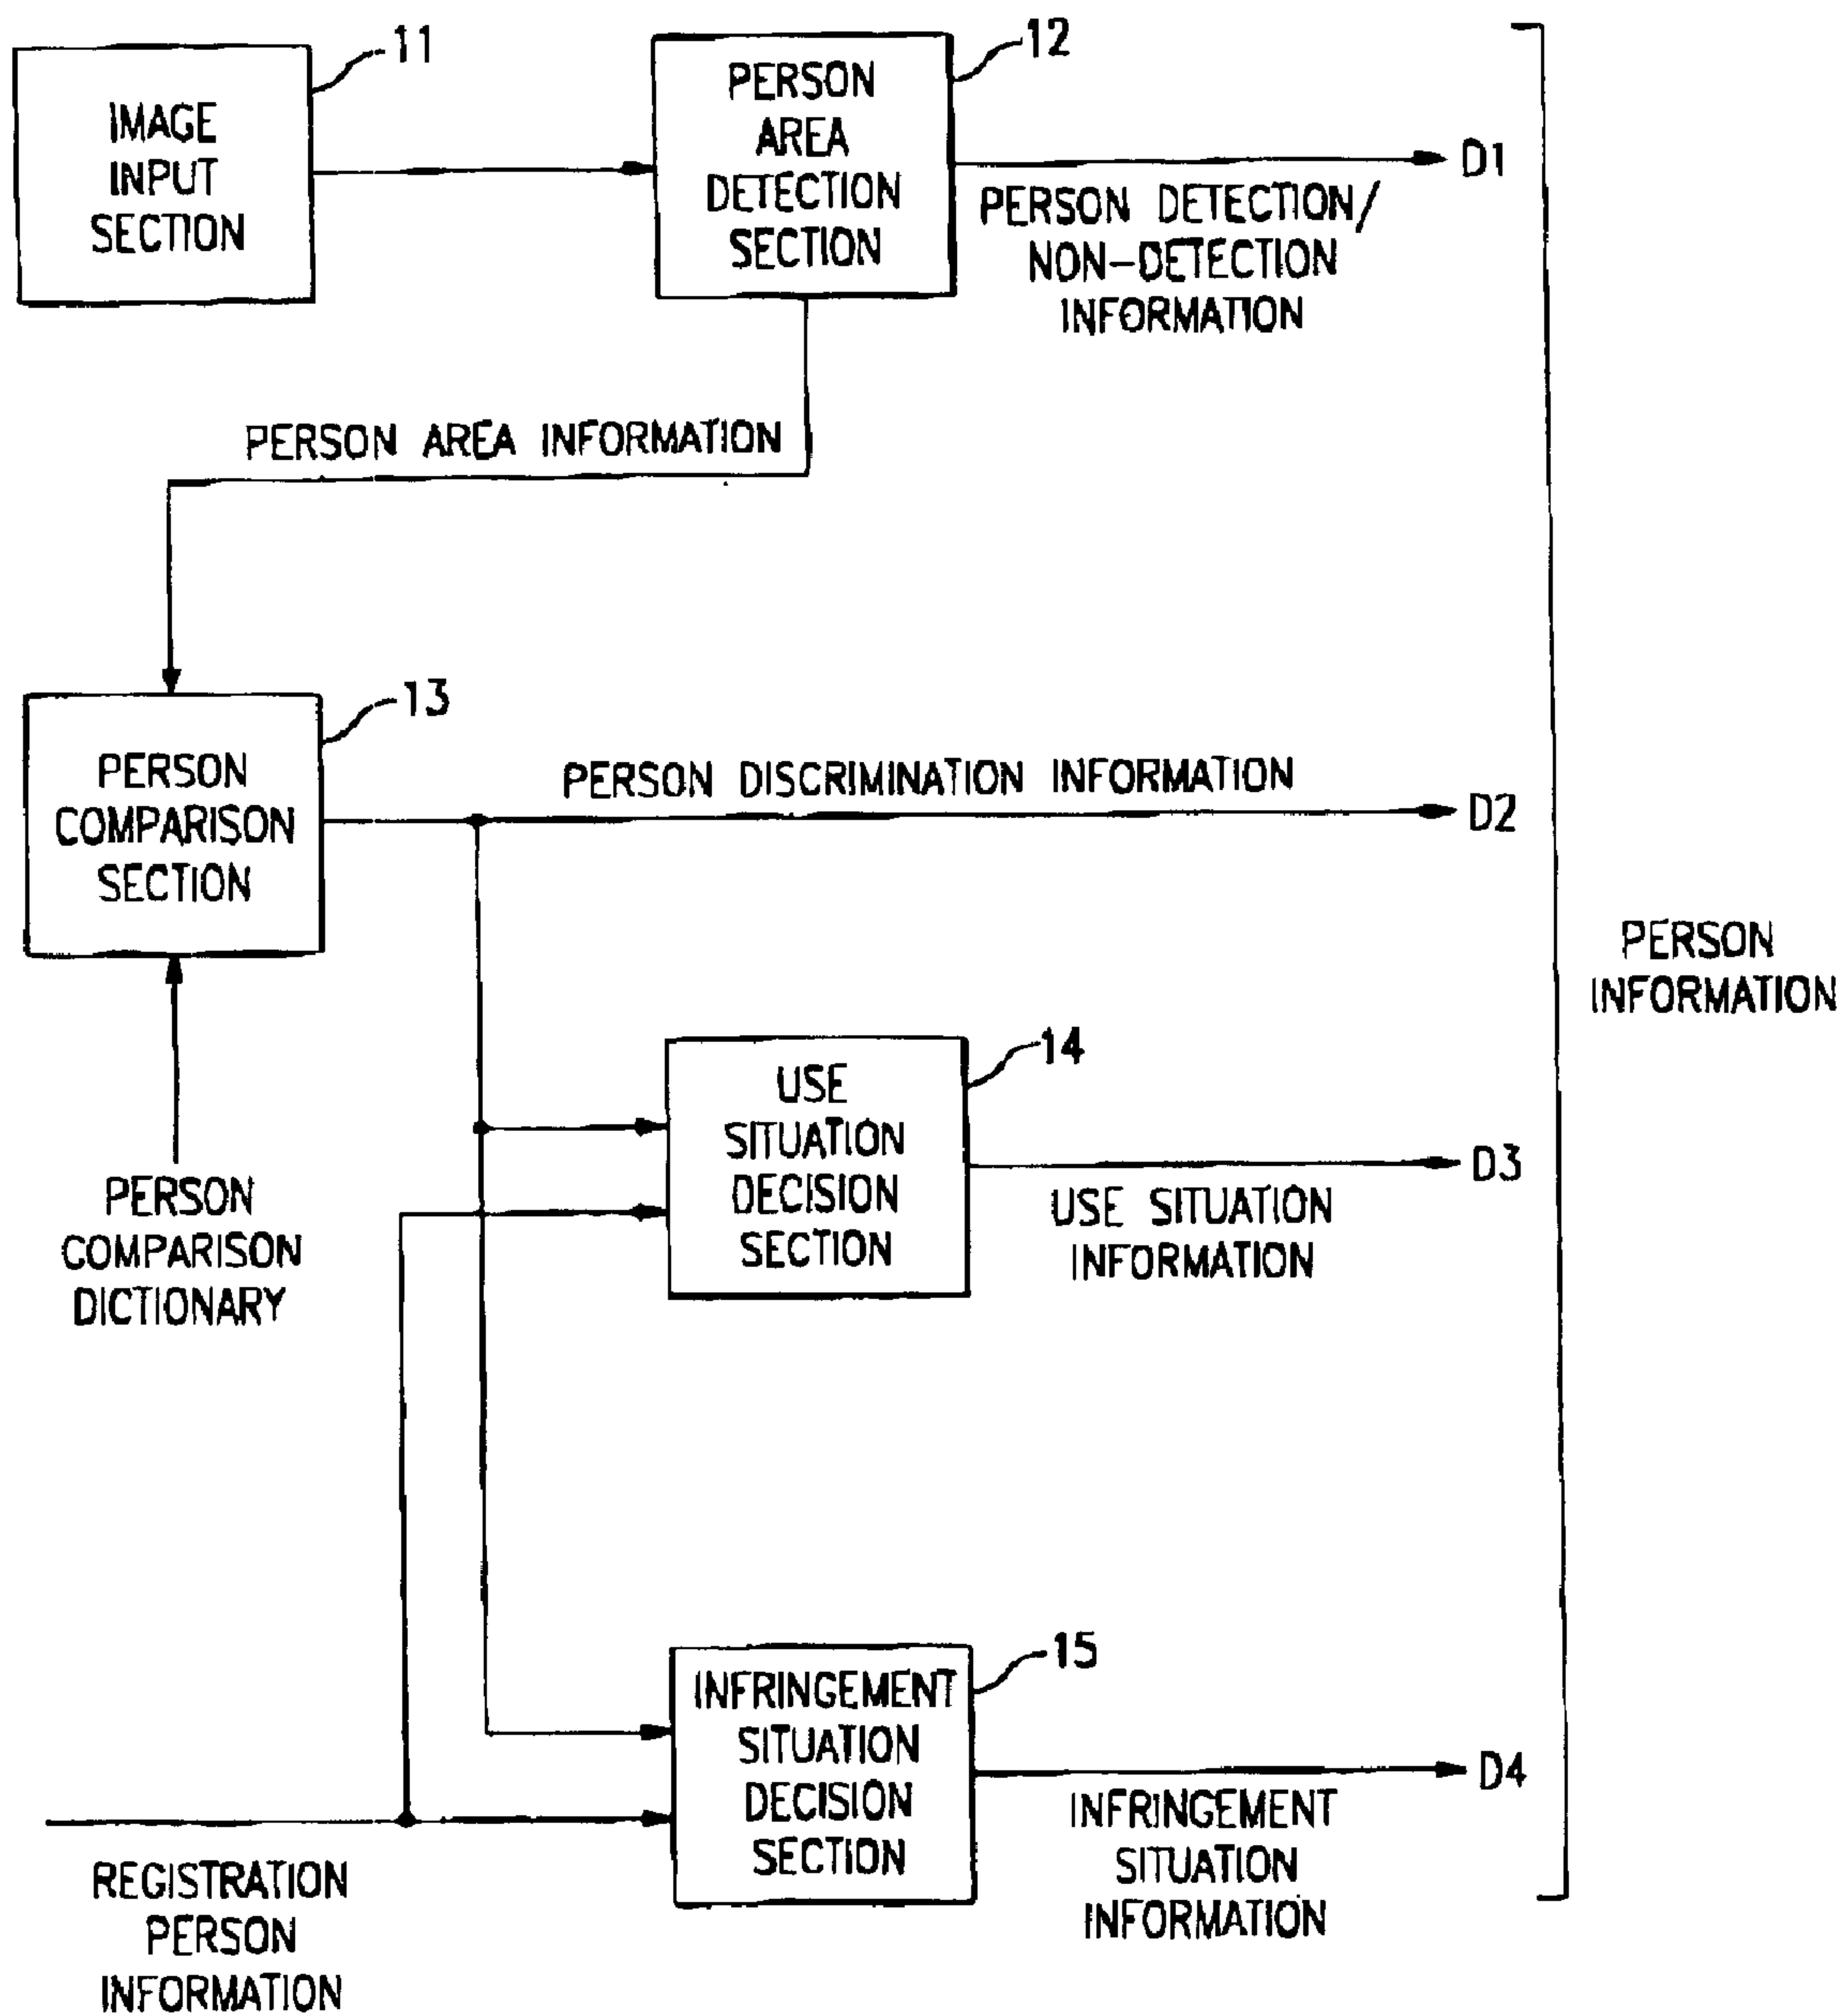 11
IMAGE
INPUT
SECTION
12
PERSON
AREA
DETECTION
SECTION
D1
PERSON DETECTION/
NON-DETECTION
INFORMATION
PERSON AREA INFORMATION
13
PERSON
COMPARISON
SECTION
PERSON DISCRIMINATION INFORMATION
D2
PERSON
INFORMATION
PERSON
COMPARISON
DICTIONARY
14
USE
SITUATION
DECISION
SECTION
D3
USE SITUATION
INFORMATION
15
INFRINGEMENT
SITUATION
DECISION
SECTION
D4
INFRINGEMENT
SITUATION
INFORMATION
REGISTRATION
PERSON
INFORMATION